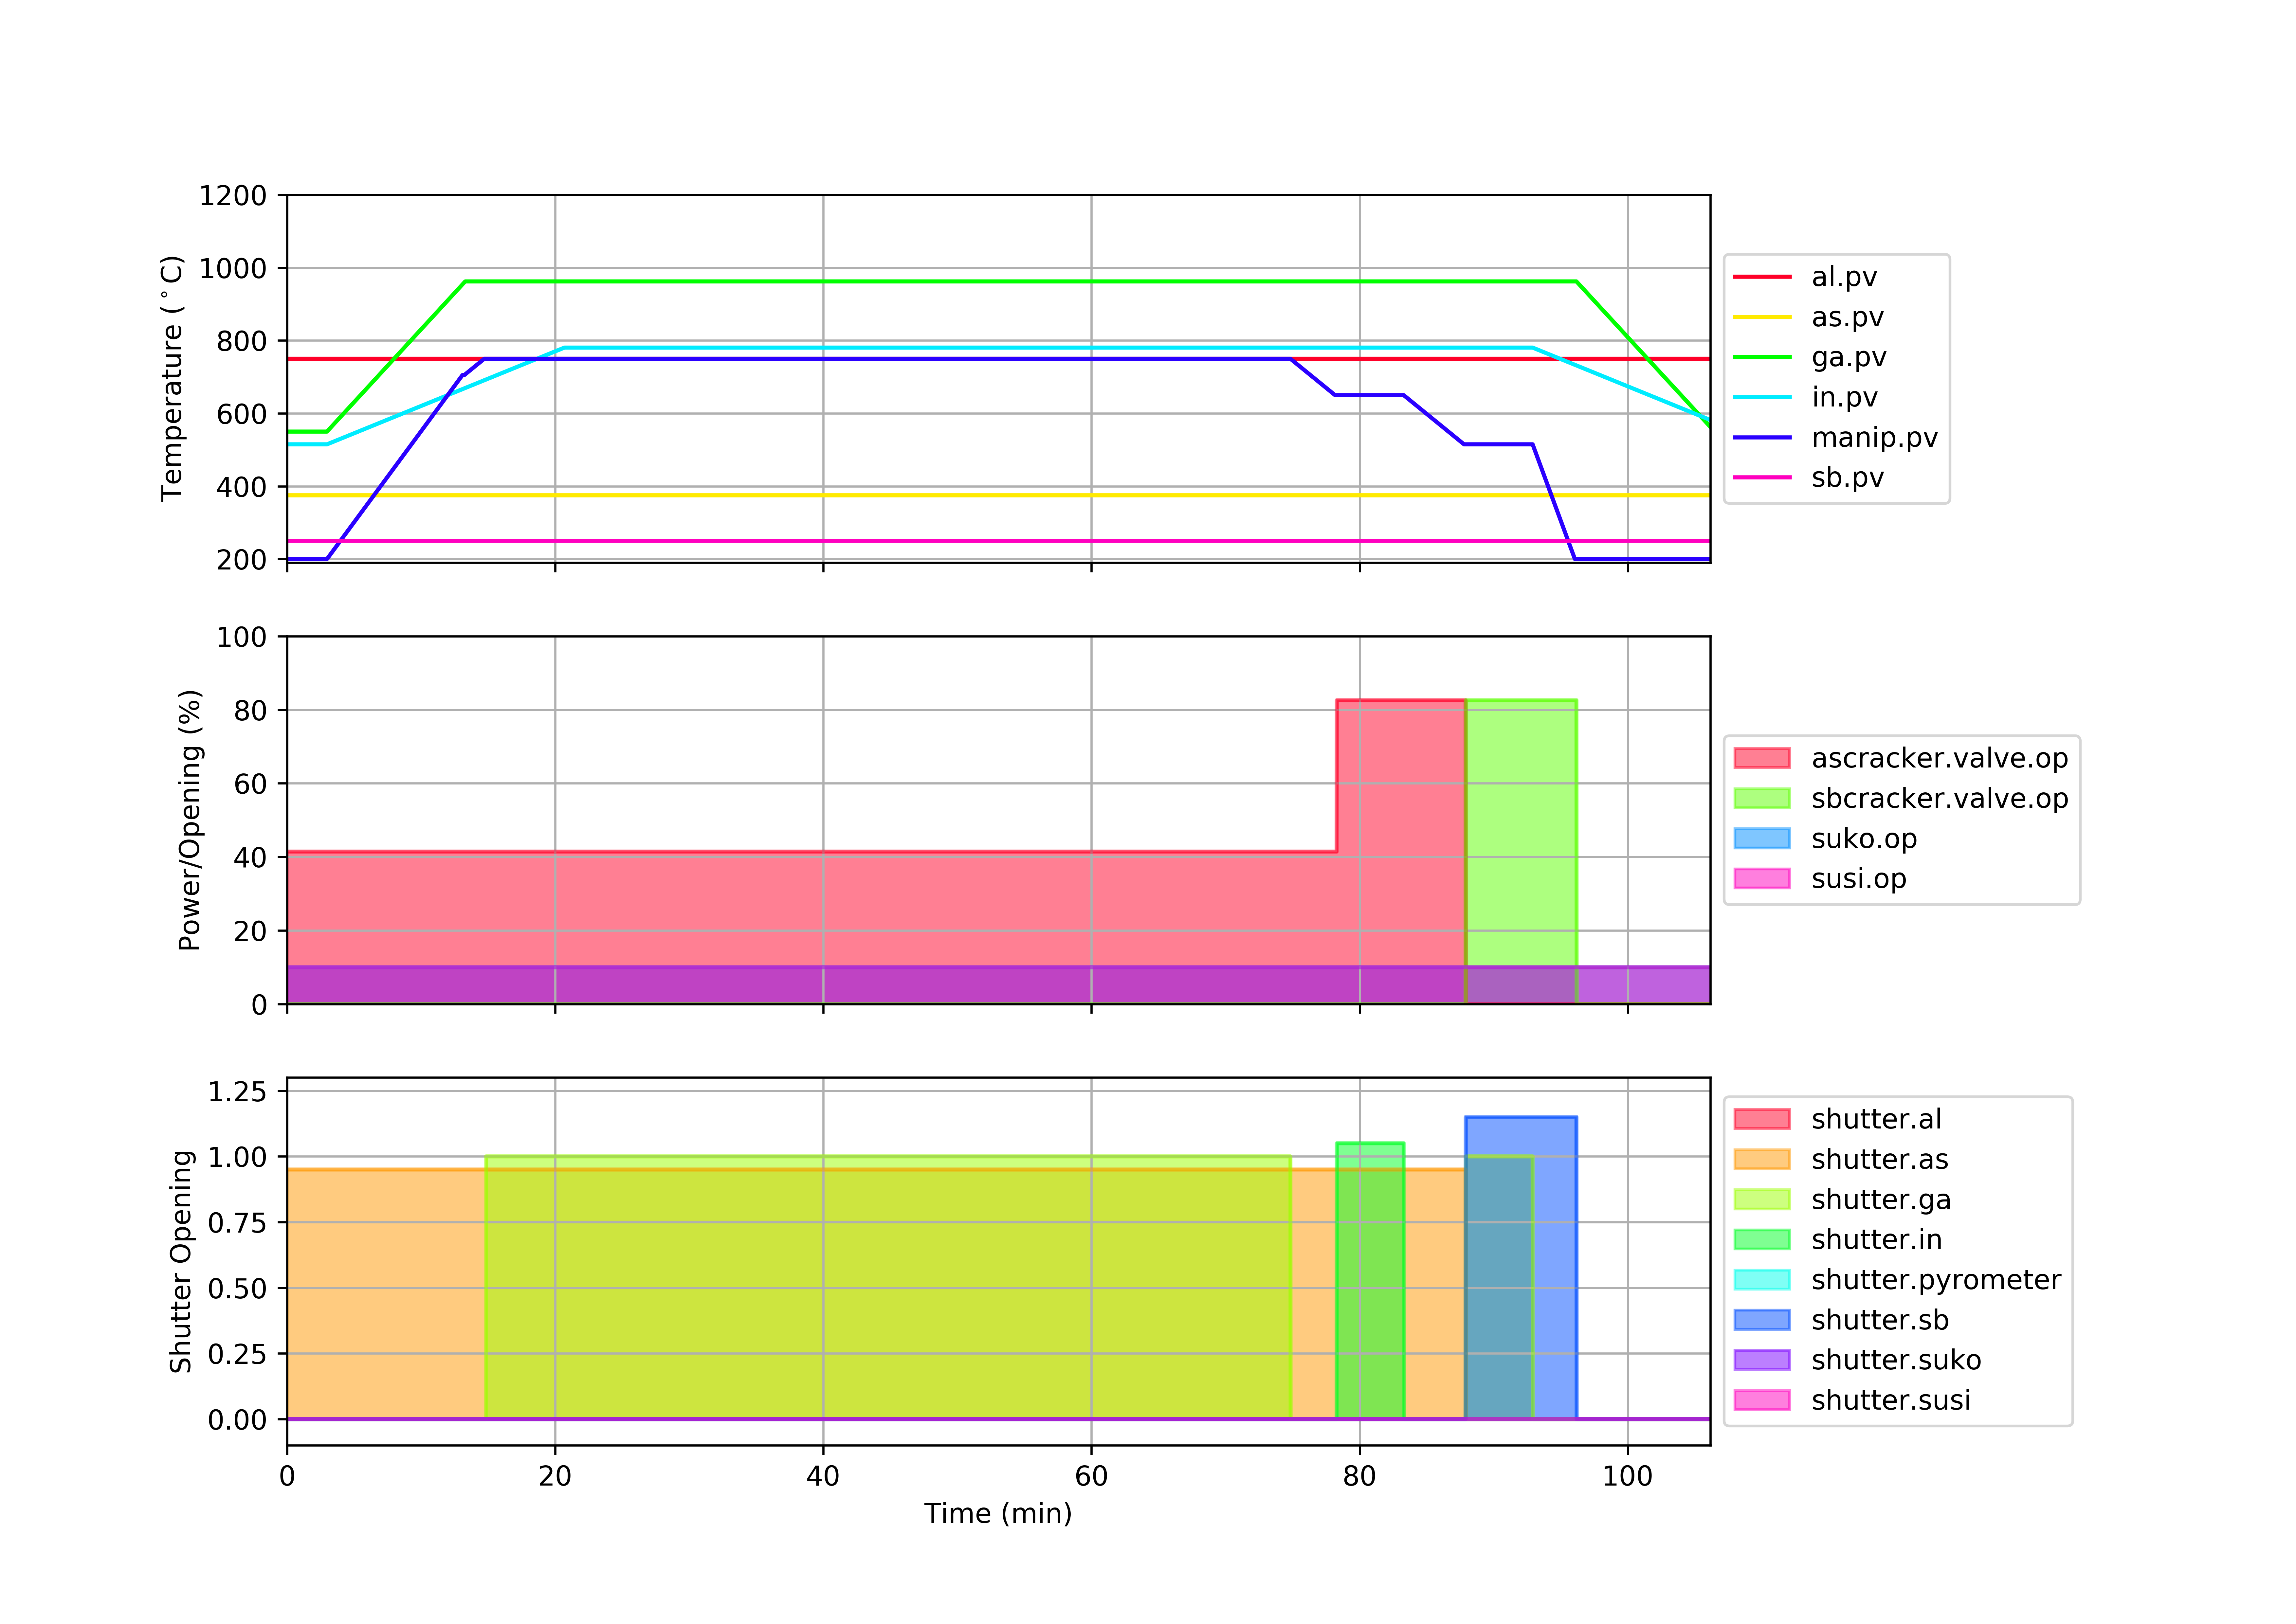 1200
1000
800
600
400
200
Temperature (°C)
al.pv
as.pv
ga.pv
in.pv
manip.pv
sb.pv
100
80
60
40
20
0
Power/Opening (%)
ascracker.valve.op
sbcracker.valve.op
suko.op
susi.op
1.25
1.00
0.75
0.50
0.25
0.00
Shutter Opening
shutter.al
shutter.as
shutter.ga
shutter.in
shutter.pyrometer
shutter.sb
shutter.suko
shutter.susi
0 20 40 60 80 100
Time (min)